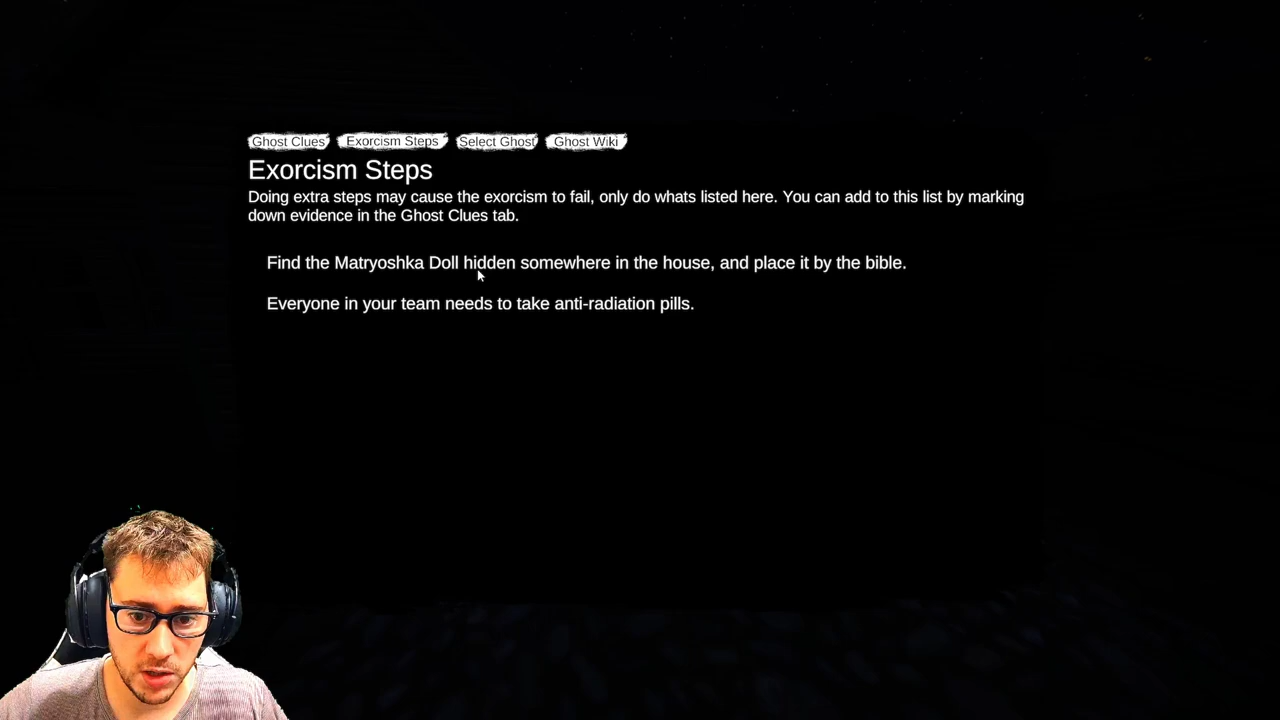 Ghost Clues Exorcism Steps Select Ghost Ghost Wiki
Exorcism Steps
Doing extra steps may cause the exorcism to fail, only do whats listed here. You can add to this list by marking
down evidence in the Ghost Clues tab.
Find the Matryoshka Doll hidden somewhere in the house, and place it by the bible.
Everyone in your team needs to take anti-radiation pills.